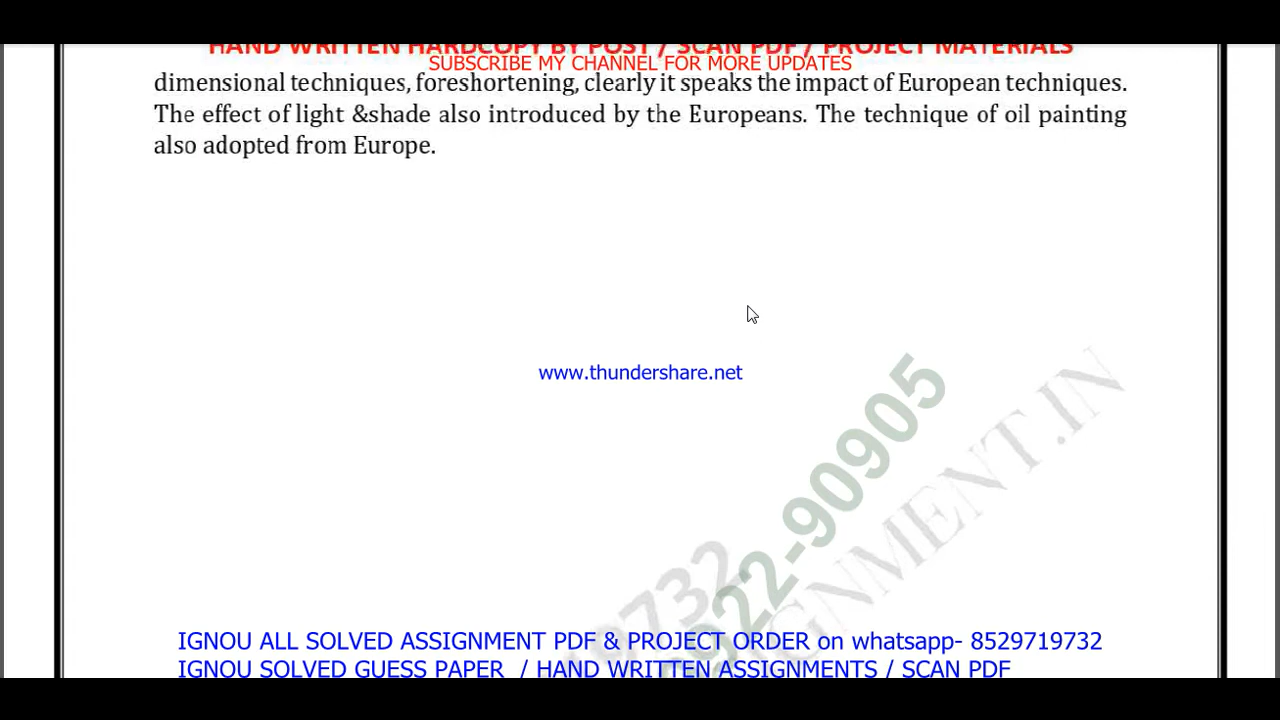 HAND WRITTEN HARDCOPY BY POST / SCAN PDF / PROJECT MATERIALS
SUBSCRIBE MY CHANNEL FOR MORE UPDATES
dimensional techniques, foreshortening, clearly it speaks the impact of European techniques.
The effect of light &shade also introduced by the Europeans. The technique of oil painting
also adopted from Europe.
www.thundershare.net
IGNOU ALL SOLVED ASSIGNMENT PDF & PROJECT ORDER on whatsapp- 8529719732
IGNOU SOLVED GUESS PAPER / HAND WRITTEN ASSIGNMENTS / SCAN PDF